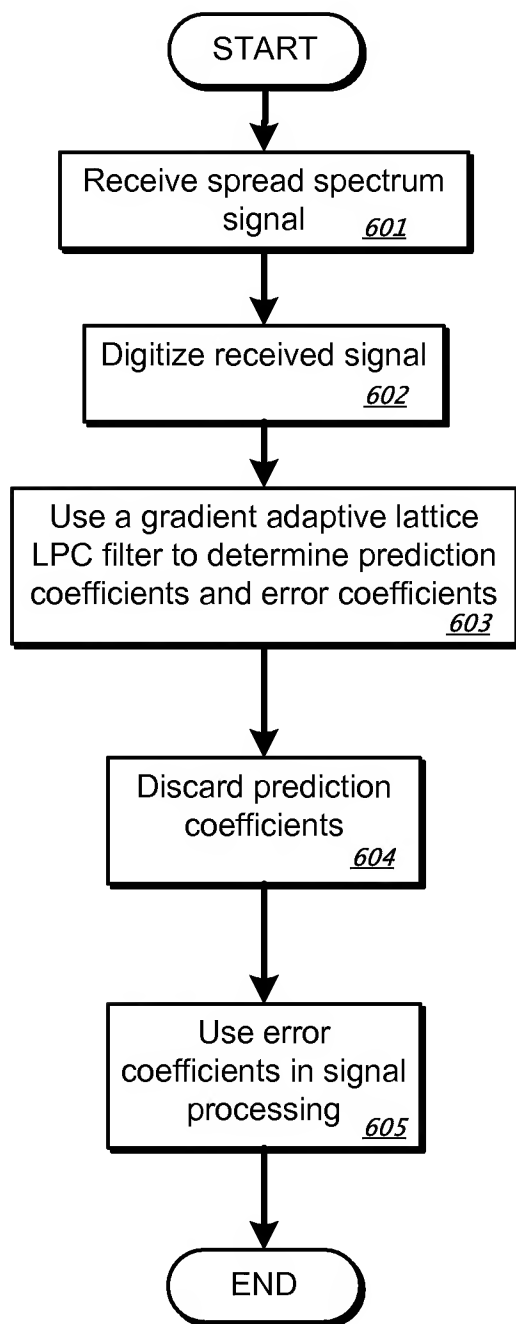 START
Receive spread spectrum
signal
601
Digitize received signal
602
Use a gradient adaptive lattice
LPC filter to determine prediction
coefficients and error coefficients
603
Discard prediction
coefficients
604
Use error
coefficients in signal
processing
605
END